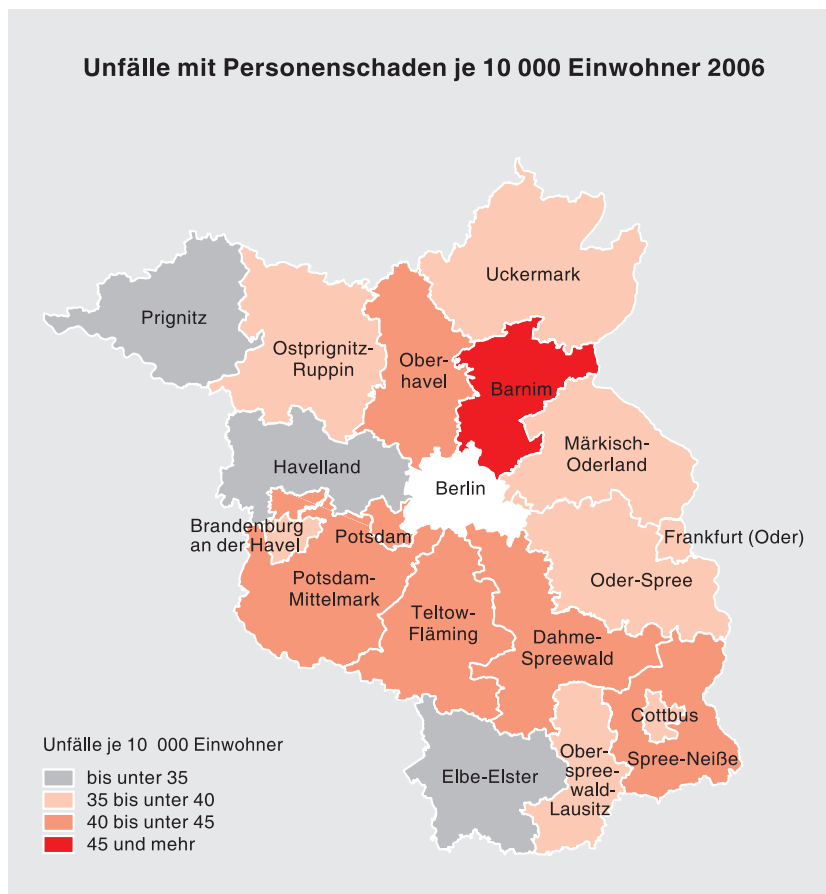 Unfälle mit Personenschaden je 10 000 Einwohner 2006
Uckermark
Prignitz
Ostprignitz-
Ruppin
Ober-
havel
Barnim
Märkisch-
Oderland
Havelland
Berlin
Brandenburg
an der Havel
Potsdam
Frankfurt (Oder)
Oder-Spree
Potsdam-
Mittelmark
Teltow-
Fläming
Dahme-
Spreewald
Cottbus
Spree-Neiße
Elbe-Elster
Ober-
spree-
wald-
Lausitz
Unfälle je 10 000 Einwohner
bis unter 35
35 bis unter 40
40 bis unter 45
45 und mehr